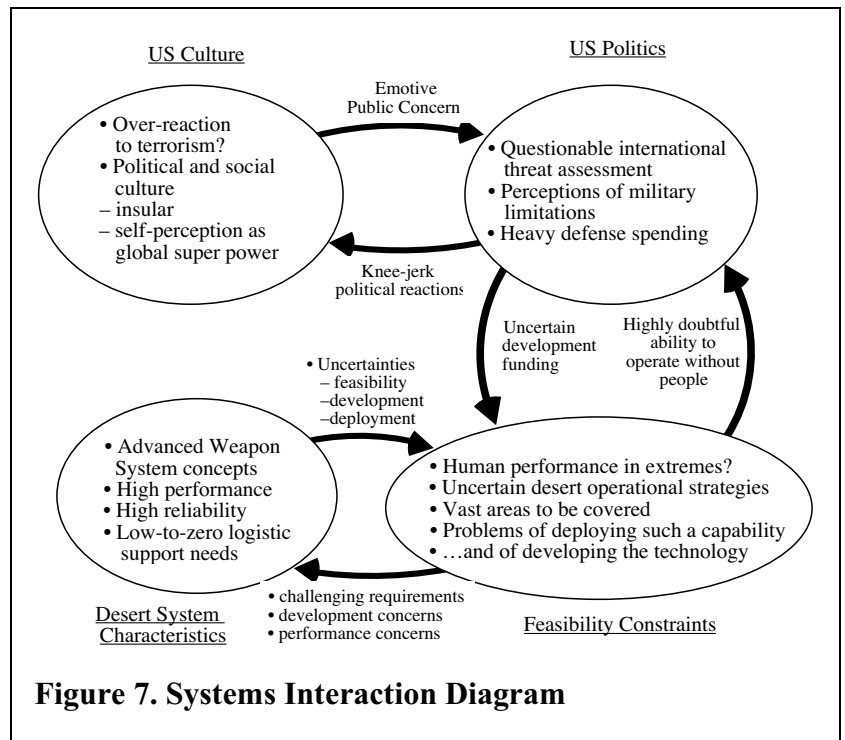 US Culture
US Politics
Emotive
Public Concern
• Over-reaction
to terrorism?
• Political and social
culture
– insular
– self-perception as
global super power
• Questionable international
threat assessment
• Perceptions of military
limitations
• Heavy defense spending
Knee-jerk
political reactions
Uncertain
development
funding
Highly doubtful
ability to
operate without
people
• Uncertainties
– feasibility
–development
–deployment
• Advanced Weapon
System concepts
• High performance
• High reliability
• Low-to-zero logistic
support needs
• Human performance in extremes?
• Uncertain desert operational strategies
• Vast areas to be covered
• Problems of deploying such a capability
• …and of developing the technology
• challenging requirements
• development concerns
• performance concerns
Desert System
Characteristics
Feasibility Constraints
Figure 7. Systems Interaction Diagram